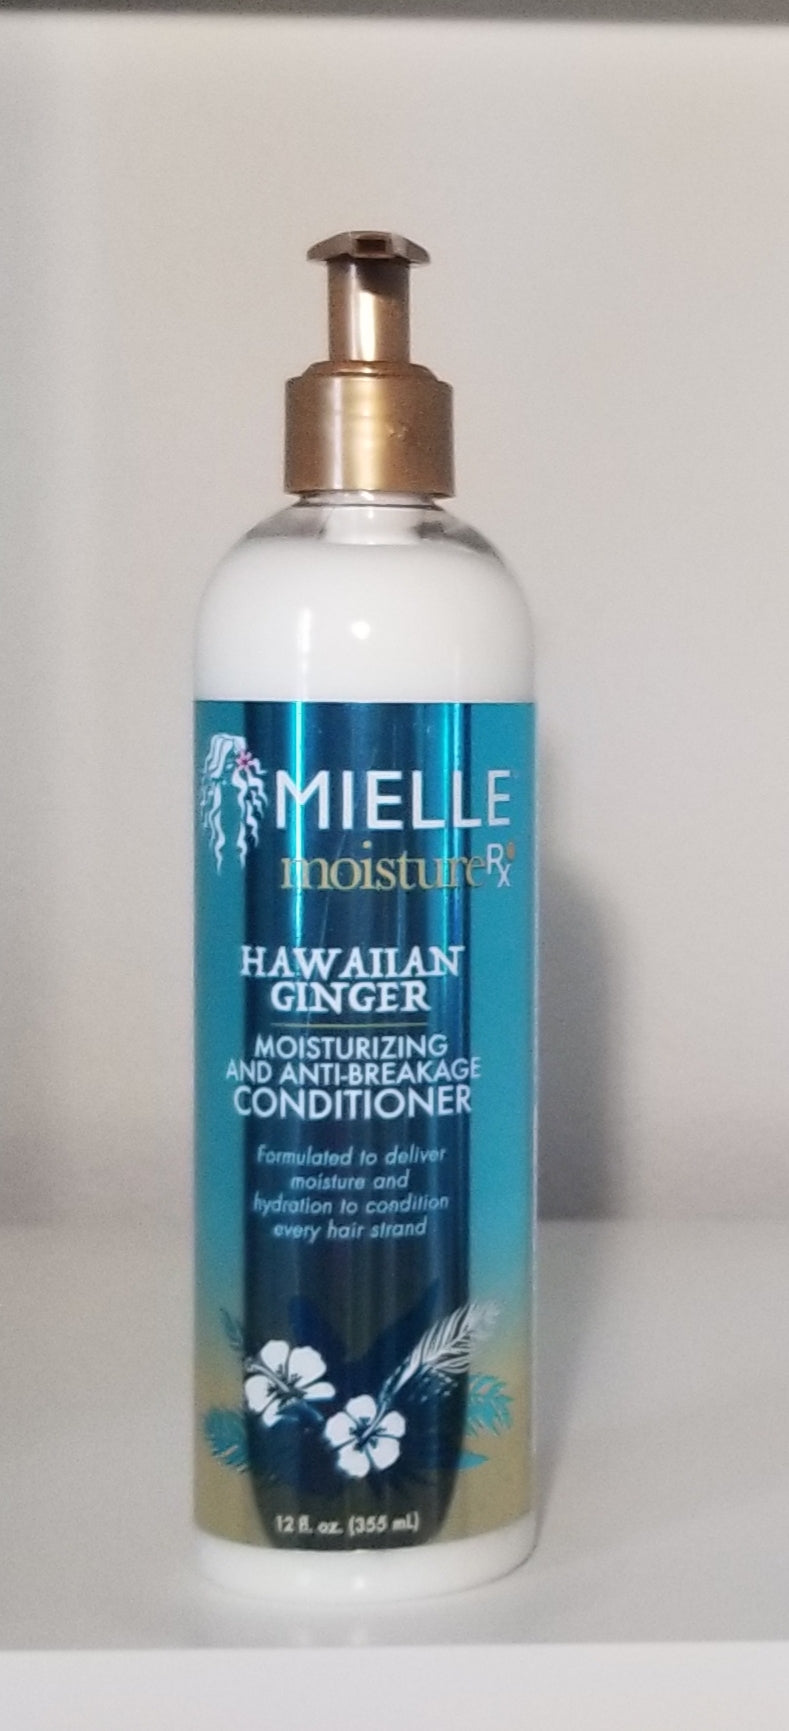 MIELLE
moistureRx
HAWAIIAN
GINGER
MOISTURIZING
AND ANTI-BREAKAGE
CONDITIONER
Formulated to deliver
moisture and
hydration to condition
every hair strand
12 fl. oz. (355 mL)